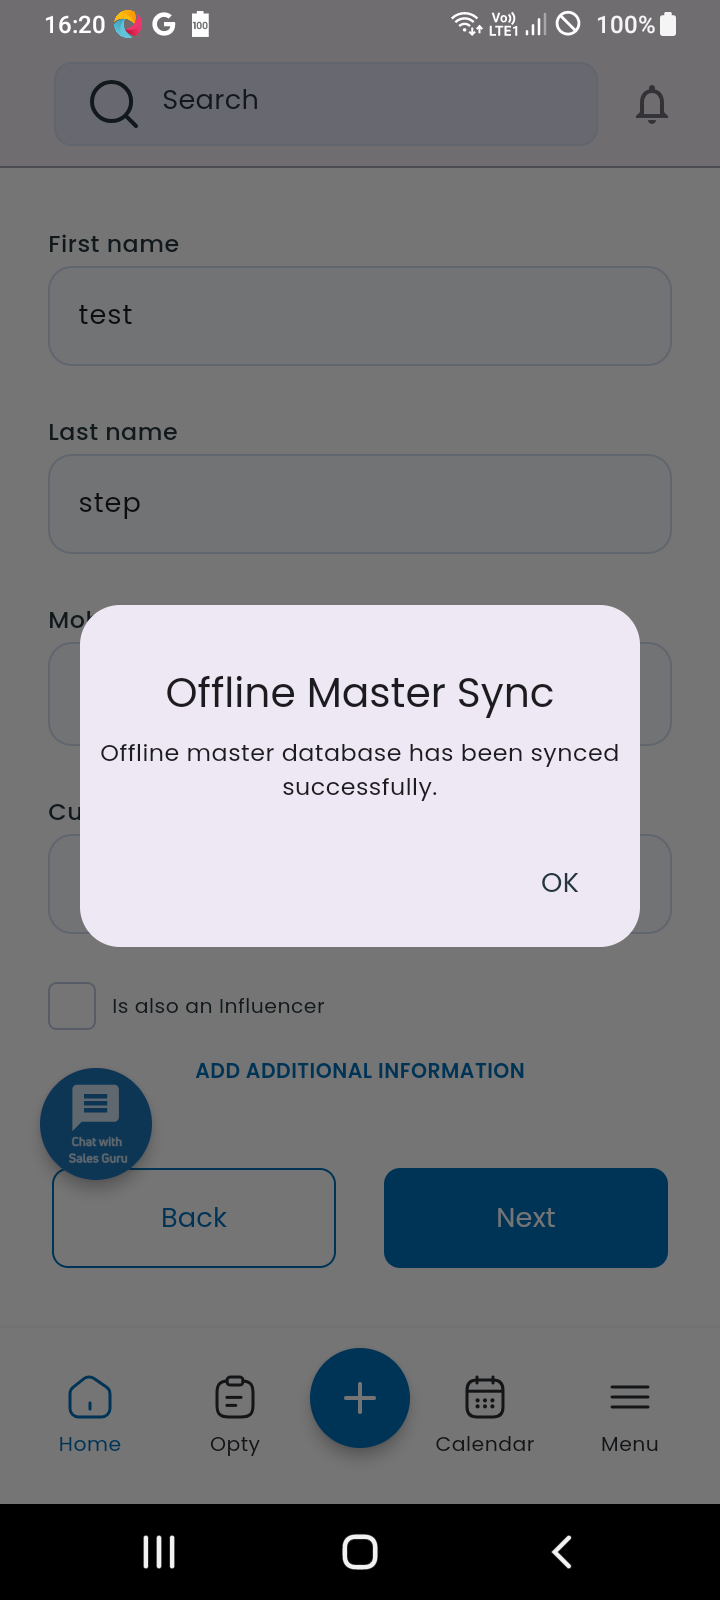 16:20
100
Vo))
LTE1
100%
Search
First name
test
Last name
step
Offline Master Sync
Offline master database has been synced
successfully.
OK
Is also an Influencer
ADD ADDITIONAL INFORMATION
Chat with
Sales Guru
Back
Next
Home
Opty
Calendar
Menu